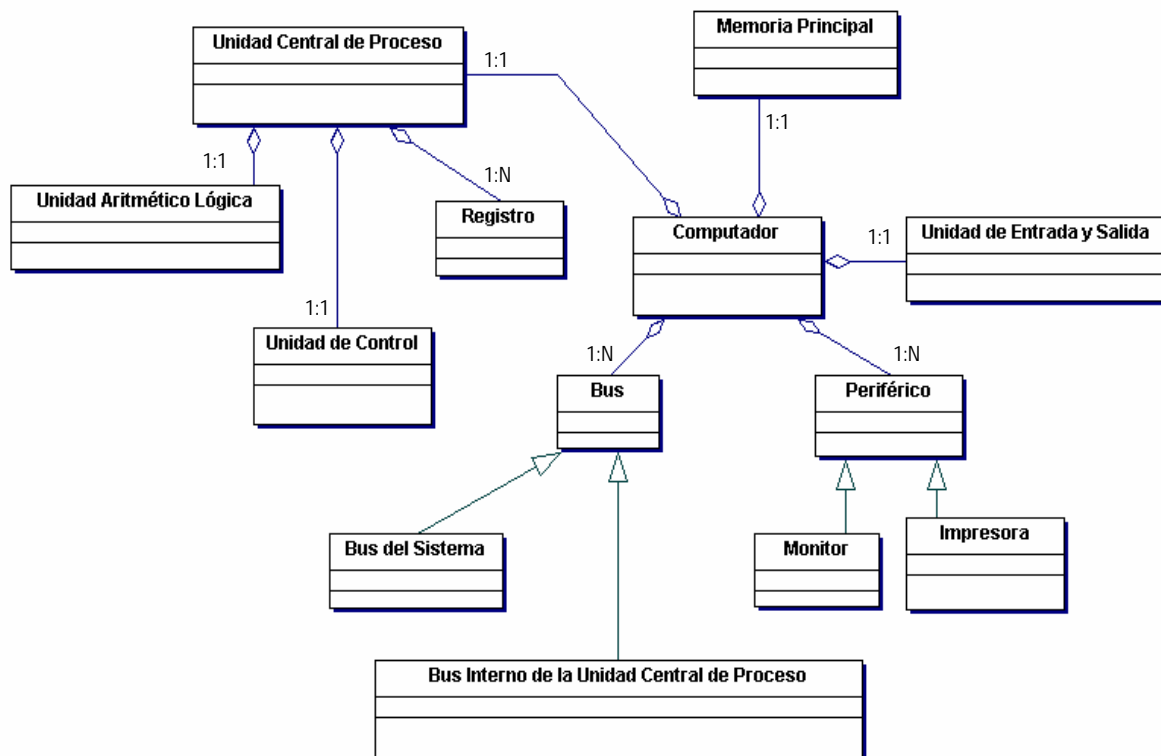 Memoria Principal
Unidad Central de Proceso
1:1
1:1
1:1
1:N
Unidad Aritmético Lógica
Registro
Computador
Unidad de Entrada y Salida
1:1
1:1
Unidad de Control
1:N
1:N
Bus
Periférico
Bus del Sistema
Monitor
Impresora
Bus Interno de la Unidad Central de Proceso